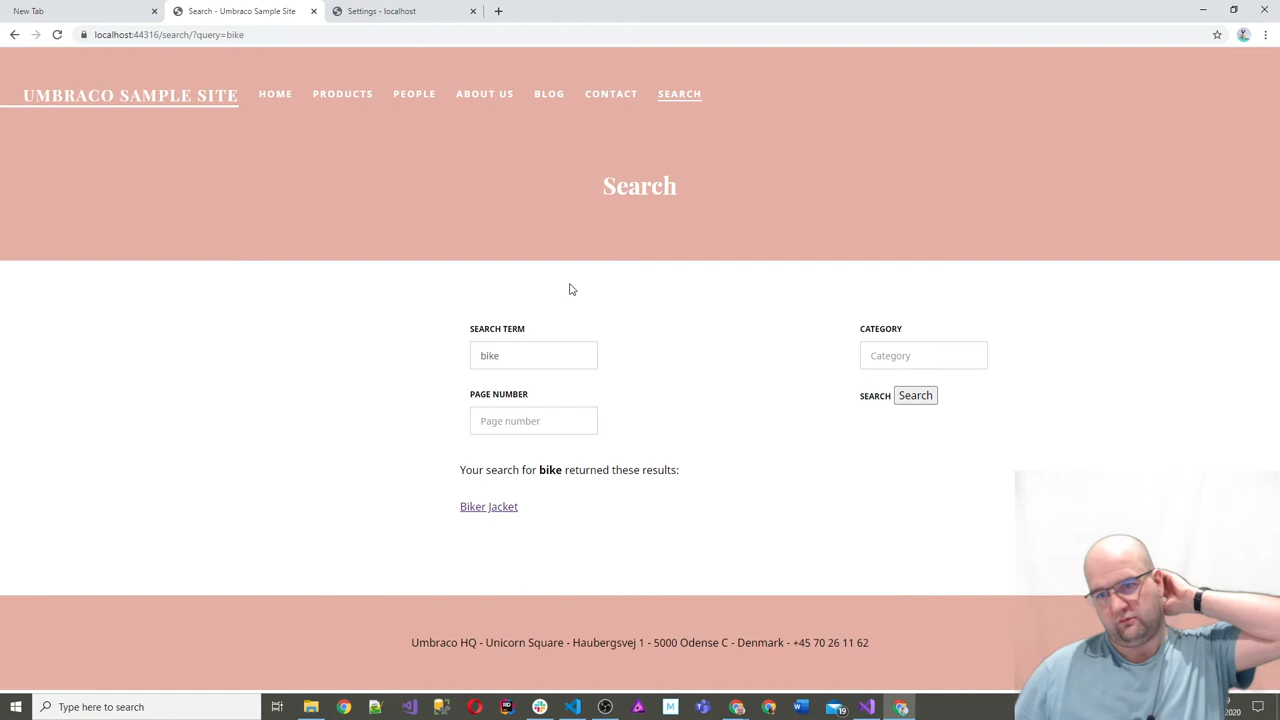 New Tab
Search - Umbraco Sample Site
Settings - localhost
localhost:44316/search/?query=bike
UMBRACO SAMPLE SITE
HOME
PRODUCTS
PEOPLE
ABOUT US
BLOG
CONTACT
SEARCH
Search
SEARCH TERM
CATEGORY
bike
Category
PAGE NUMBER
SEARCH Search
Page number
Your search for bike returned these results:
Biker Jacket
Umbraco HQ - Unicorn Square - Haubergsvej 1 - 5000 Odense C - Denmark - +45 70 26 11 62
Type here to search
19
2020